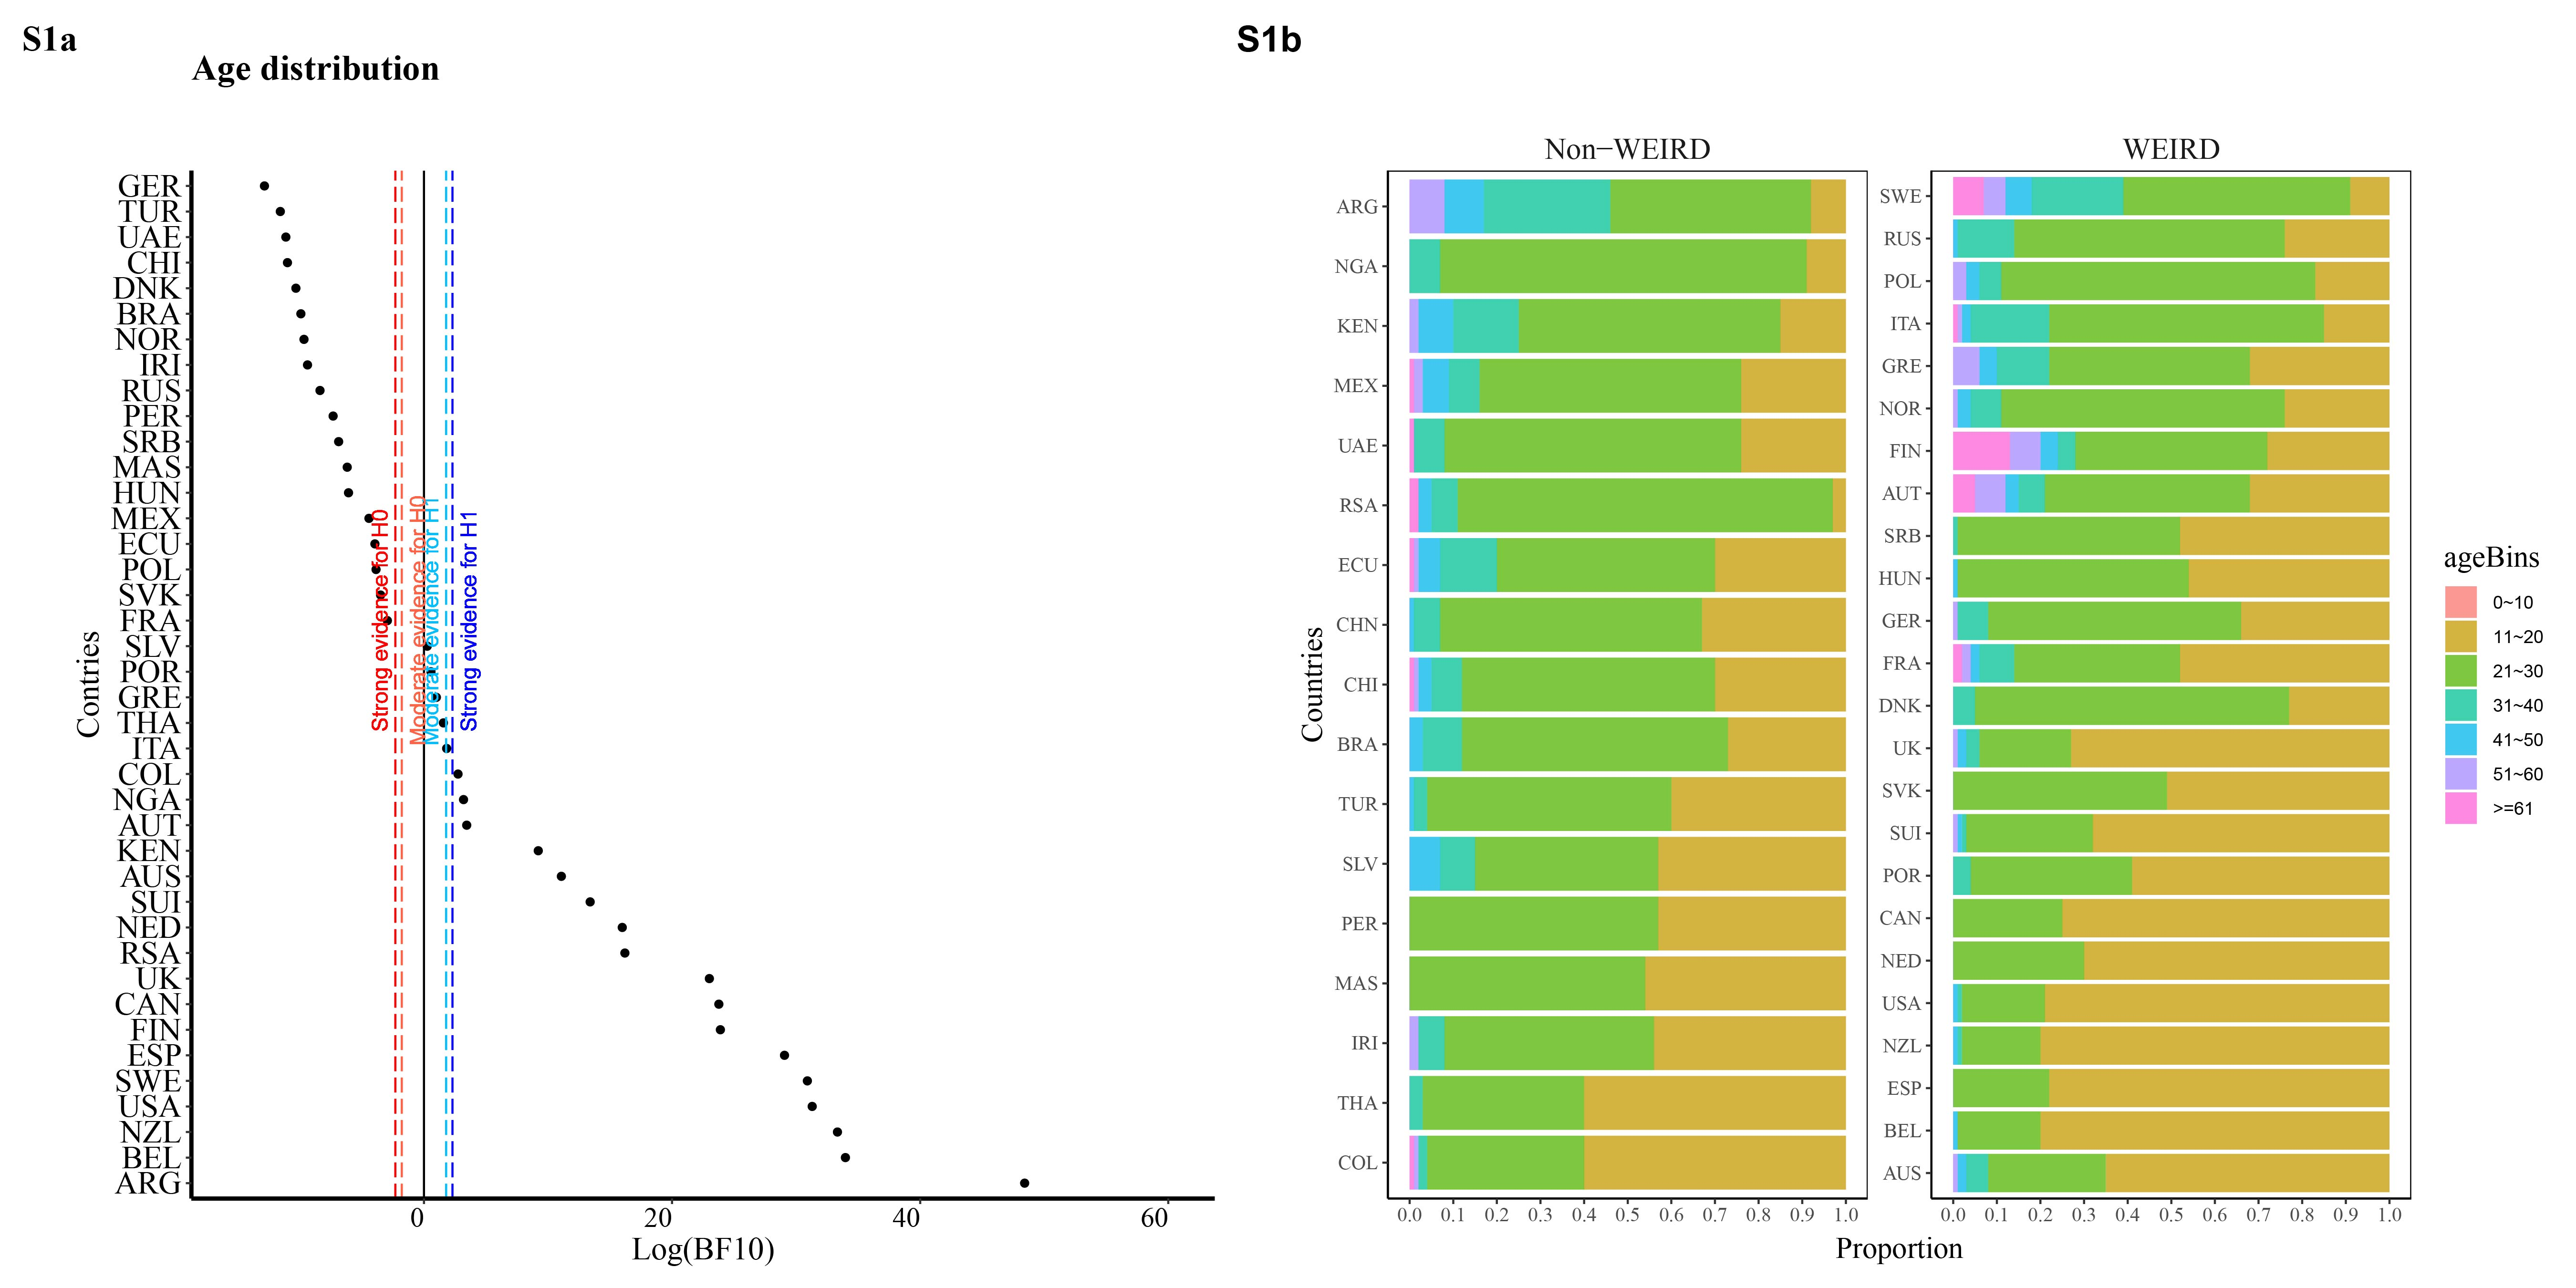 S1a
Age distribution
Contries
GER
TUR
UAE
CHI
DNK
BRA
NOR
IRI
RUS
PER
SRB
MAS
HUN
MEX
ECU
POL
SVK
FRA
SLV
POR
GRE
THA
ITA
COL
NGA
AUT
KEN
AUS
SUI
NED
RSA
UK
CAN
FIN
ESP
SWE
USA
NZL
BEL
ARG
Strong evidence for H0
Moderate evidence for H0
Moderate evidence for H1
Strong evidence for H1
0 20 40 60
Log(BF10)
S1b
Non−WEIRD
Countries
ARG
NGA
KEN
MEX
UAE
RSA
ECU
CHN
CHI
BRA
TUR
SLV
PER
MAS
IRI
THA
COL
0.0 0.1 0.2 0.3 0.4 0.5 0.6 0.7 0.8 0.9 1.0
WEIRD
SWE
RUS
POL
ITA
GRE
NOR
FIN
AUT
SRB
HUN
GER
FRA
DNK
UK
SVK
SUI
POR
CAN
NED
USA
NZL
ESP
BEL
AUS
0.0 0.1 0.2 0.3 0.4 0.5 0.6 0.7 0.8 0.9 1.0
Proportion
ageBins
0~10
11~20
21~30
31~40
41~50
51~60
>=61